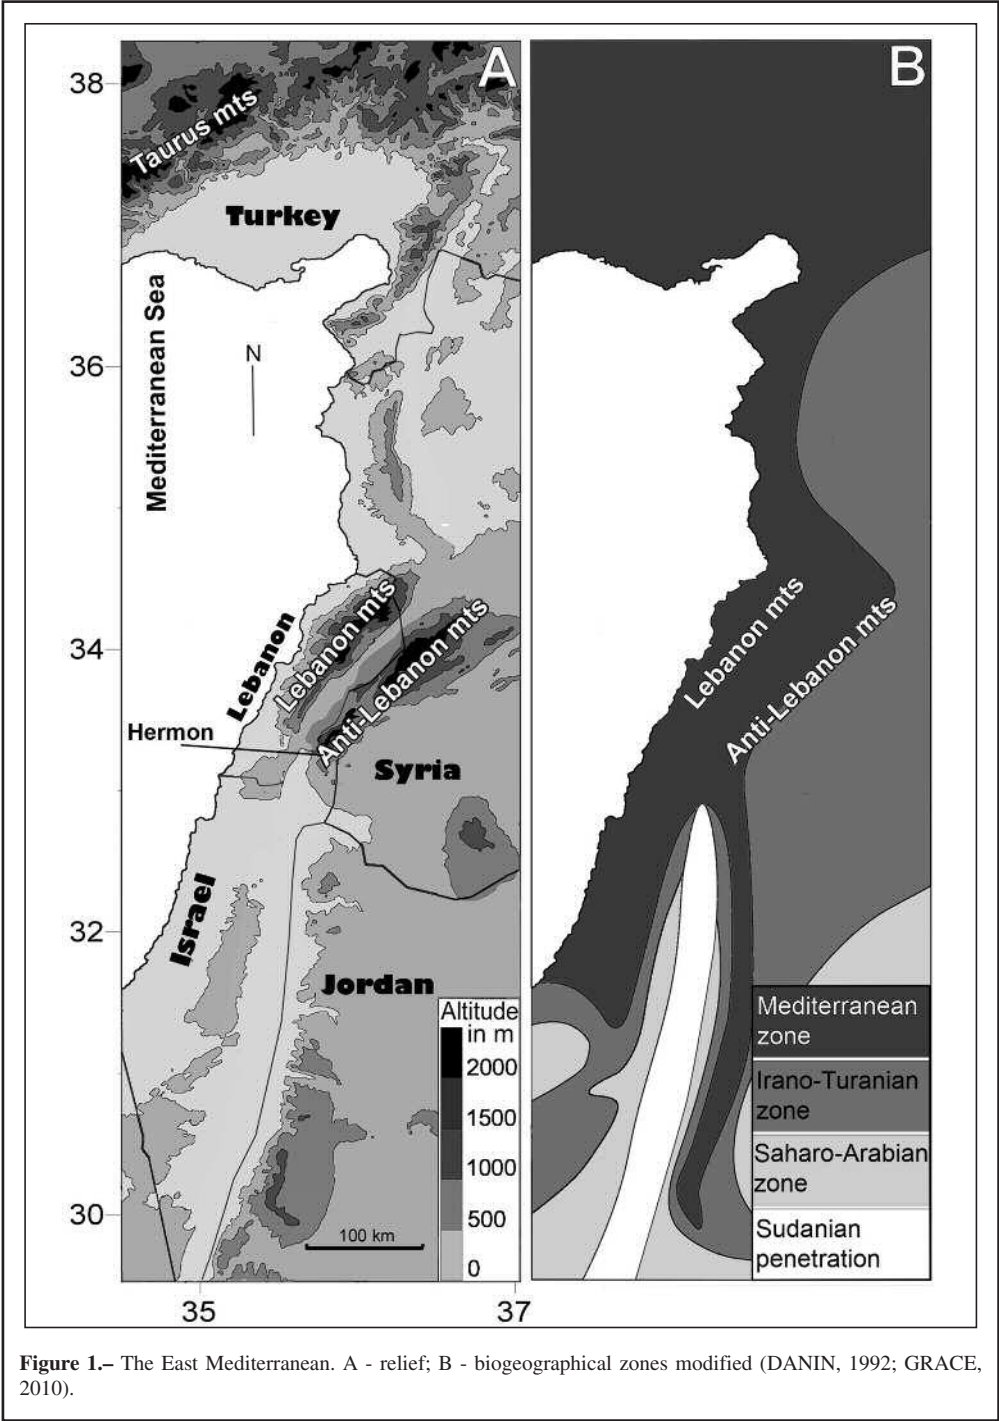 A
B
38
Taurus mts
Turkey
Mediterranean Sea
N
36
Lebanon mts
Lebanon mts
34
Lebanon
Anti-Lebanon mts
Anti-Lebanon mts
Hermon
Syria
32
Israel
Jordan
Altitude
in m
2000
1500
1000
500
0
30
100 km
35
37
Mediterranean
zone
Irano-Turanian
zone
Saharo-Arabian
zone
Sudanian
penetration
Figure 1.– The East Mediterranean. A - relief; B - biogeographical zones modified (DANIN, 1992; GRACE,
2010).